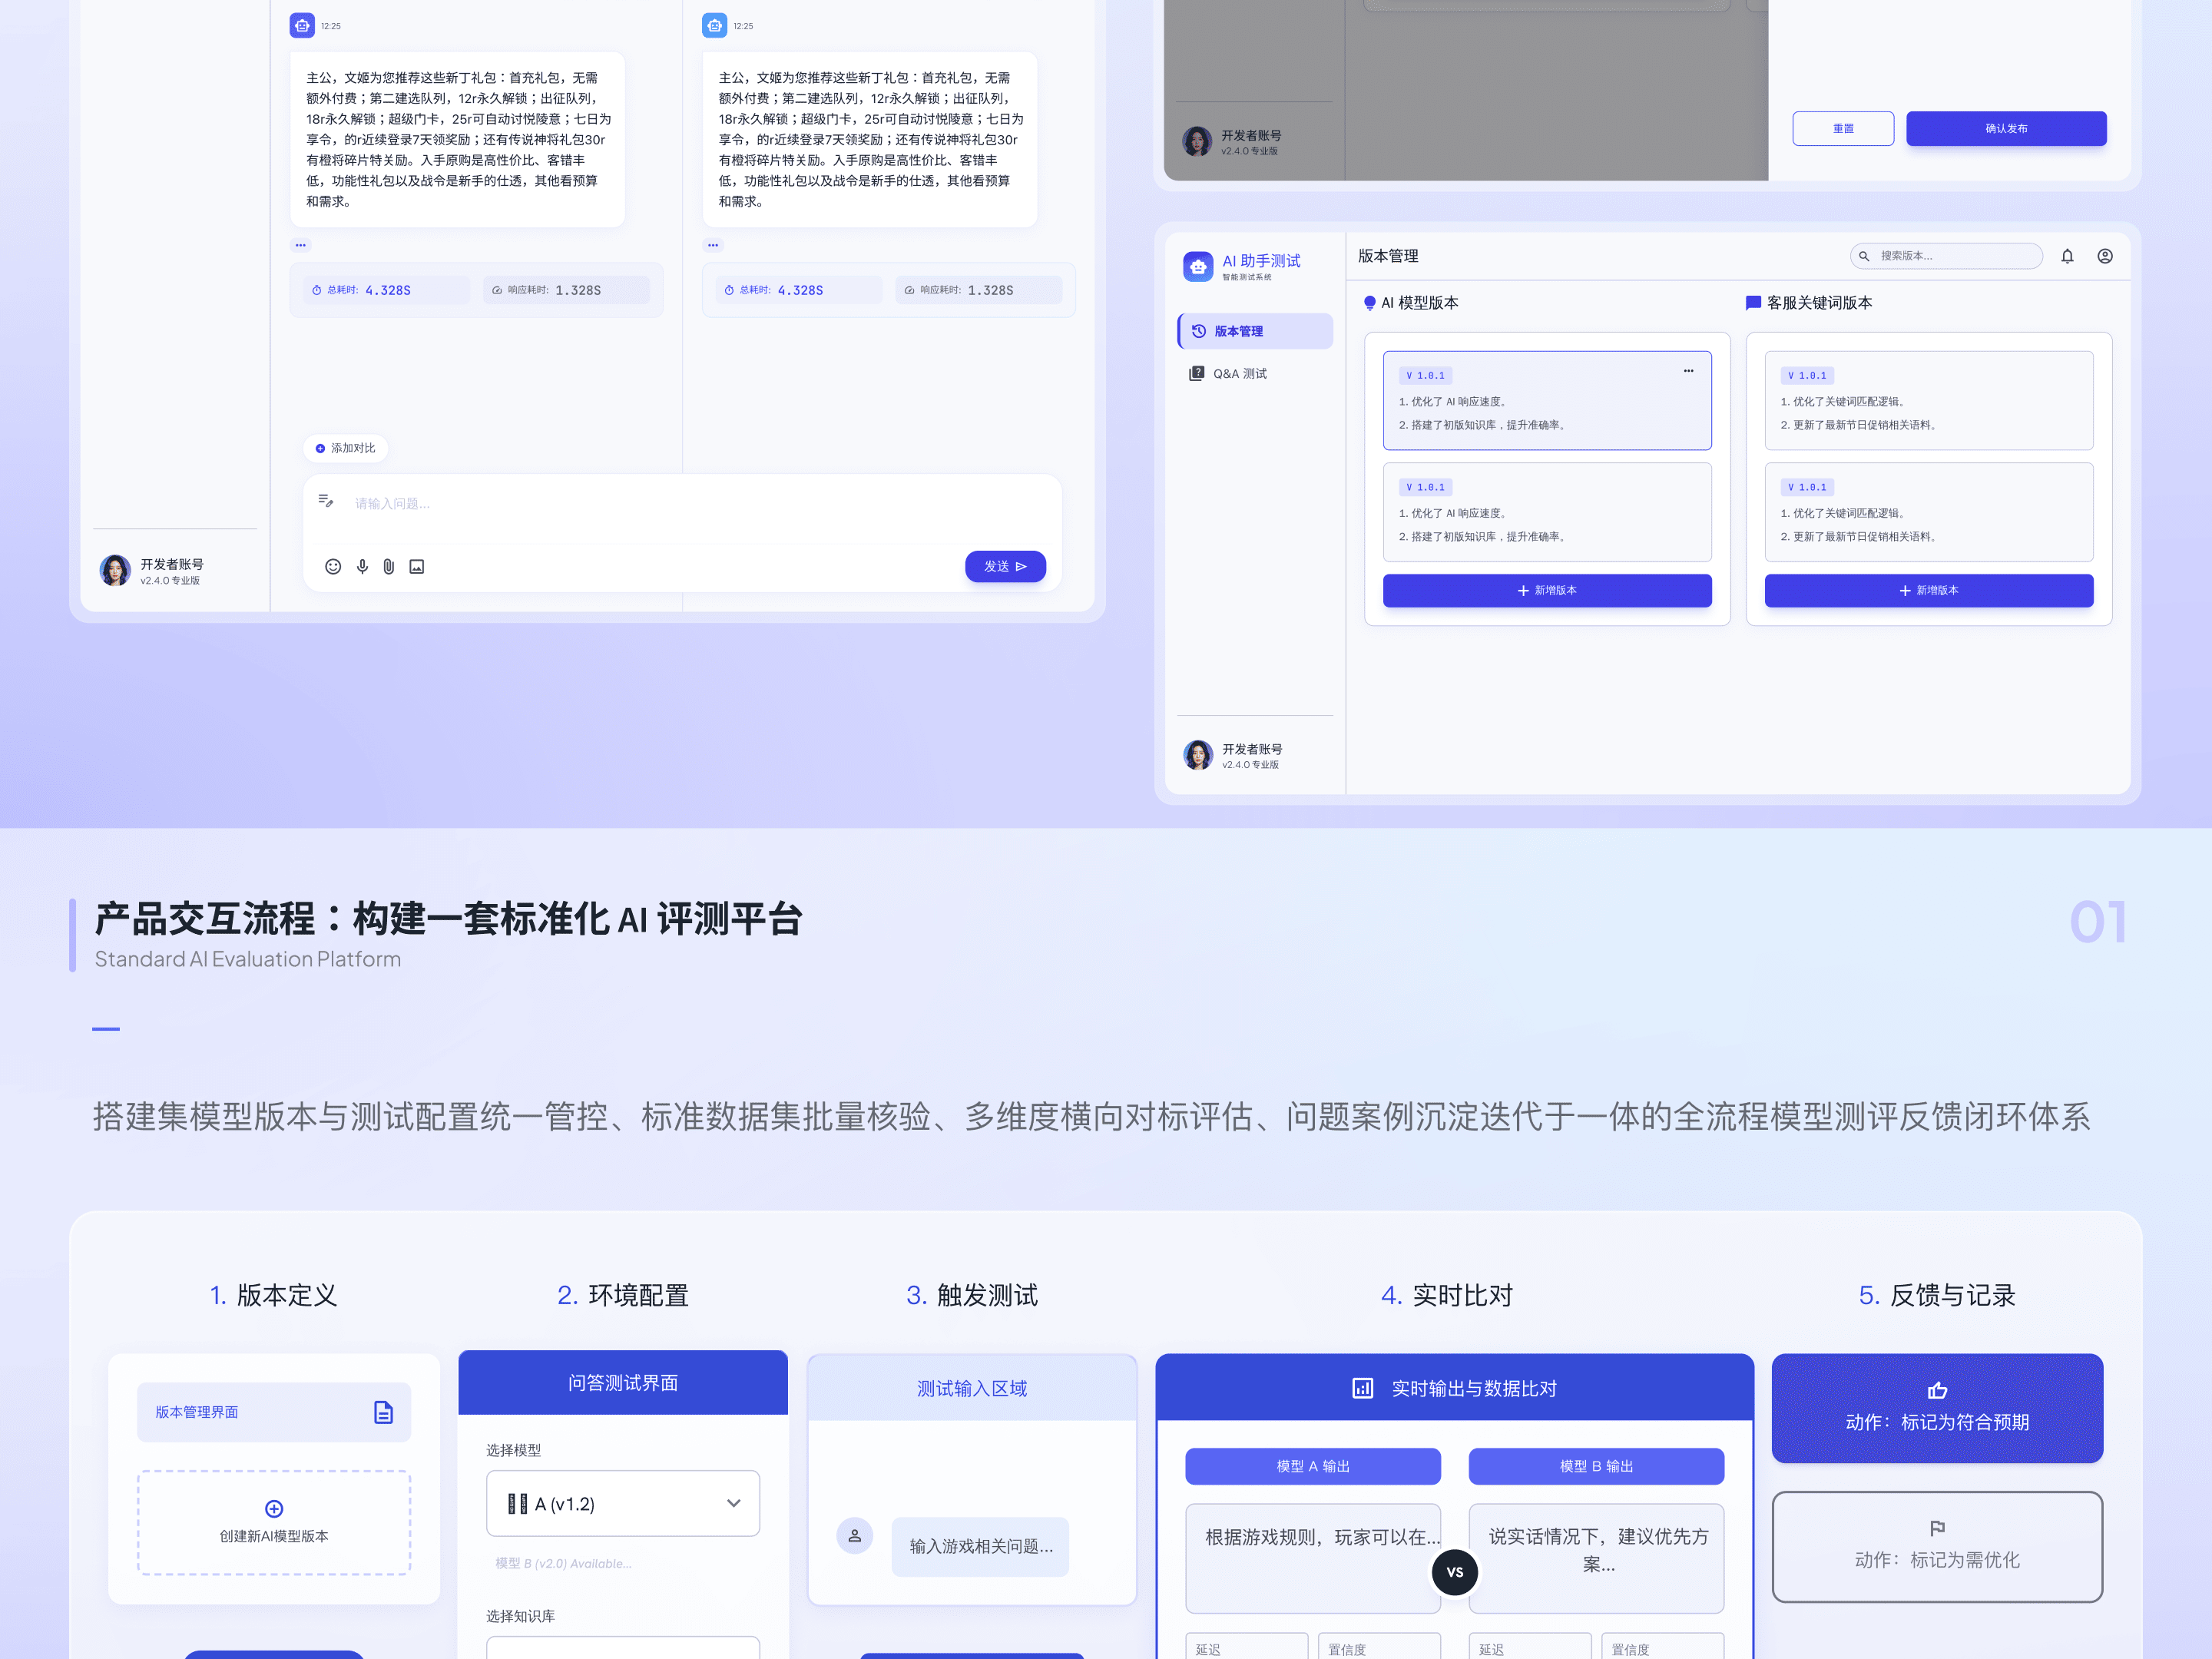 12:25
主公，文姬为您推荐这些新丁礼包：首充礼包，无需
额外付费；第二建选队列，12r永久解锁；出征队列，
18r永久解锁；超级门卡，25r可自动讨悦陵意；七日为
享令，的r近续登录7天领奖励；还有传说神将礼包30r
有橙将碎片特关励。入手原购是高性价比、客错丰
低，功能性礼包以及战令是新手的仕透，其他看预算
和需求。
总耗时: 4.328S
响应耗时: 1.328S
12:25
主公，文姬为您推荐这些新丁礼包：首充礼包，无需
额外付费；第二建选队列，12r永久解锁；出征队列，
18r永久解锁；超级门卡，25r可自动讨悦陵意；七日为
享令，的r近续登录7天领奖励；还有传说神将礼包30r
有橙将碎片特关励。入手原购是高性价比、客错丰
低，功能性礼包以及战令是新手的仕透，其他看预算
和需求。
总耗时: 4.328S
响应耗时: 1.328S
添加对比
请输入问题...
发送
开发者账号
v2.4.0 专业版
开发者账号
v2.4.0 专业版
重置
确认发布
AI 助手测试
智能测试系统
版本管理
Q&A 测试
开发者账号
v2.4.0 专业版
版本管理
搜索版本...
AI 模型版本
V 1.0.1
1. 优化了 AI 响应速度。
2. 搭建了初版知识库，提升准确率。
V 1.0.1
1. 优化了 AI 响应速度。
2. 搭建了初版知识库，提升准确率。
新增版本
客服关键词版本
V 1.0.1
1. 优化了关键词匹配逻辑。
2. 更新了最新节日促销相关语料。
V 1.0.1
1. 优化了关键词匹配逻辑。
2. 更新了最新节日促销相关语料。
新增版本
产品交互流程：构建一套标准化 AI 评测平台
Standard AI Evaluation Platform
01
搭建集模型版本与测试配置统一管控、标准数据集批量核验、多维度横向对标评估、问题案例沉淀迭代于一体的全流程模型测评反馈闭环体系
1. 版本定义
版本管理界面
创建新AI模型版本
2. 环境配置
问答测试界面
选择模型
A (v1.2)
模型 B (v2.0) Available...
选择知识库
3. 触发测试
测试输入区域
输入游戏相关问题...
4. 实时比对
实时输出与数据比对
模型 A 输出
模型 B 输出
根据游戏规则，玩家可以在...
VS
说实话情况下，建议优先方
案...
延迟
置信度
延迟
置信度
5. 反馈与记录
动作：标记为符合预期
动作：标记为需优化